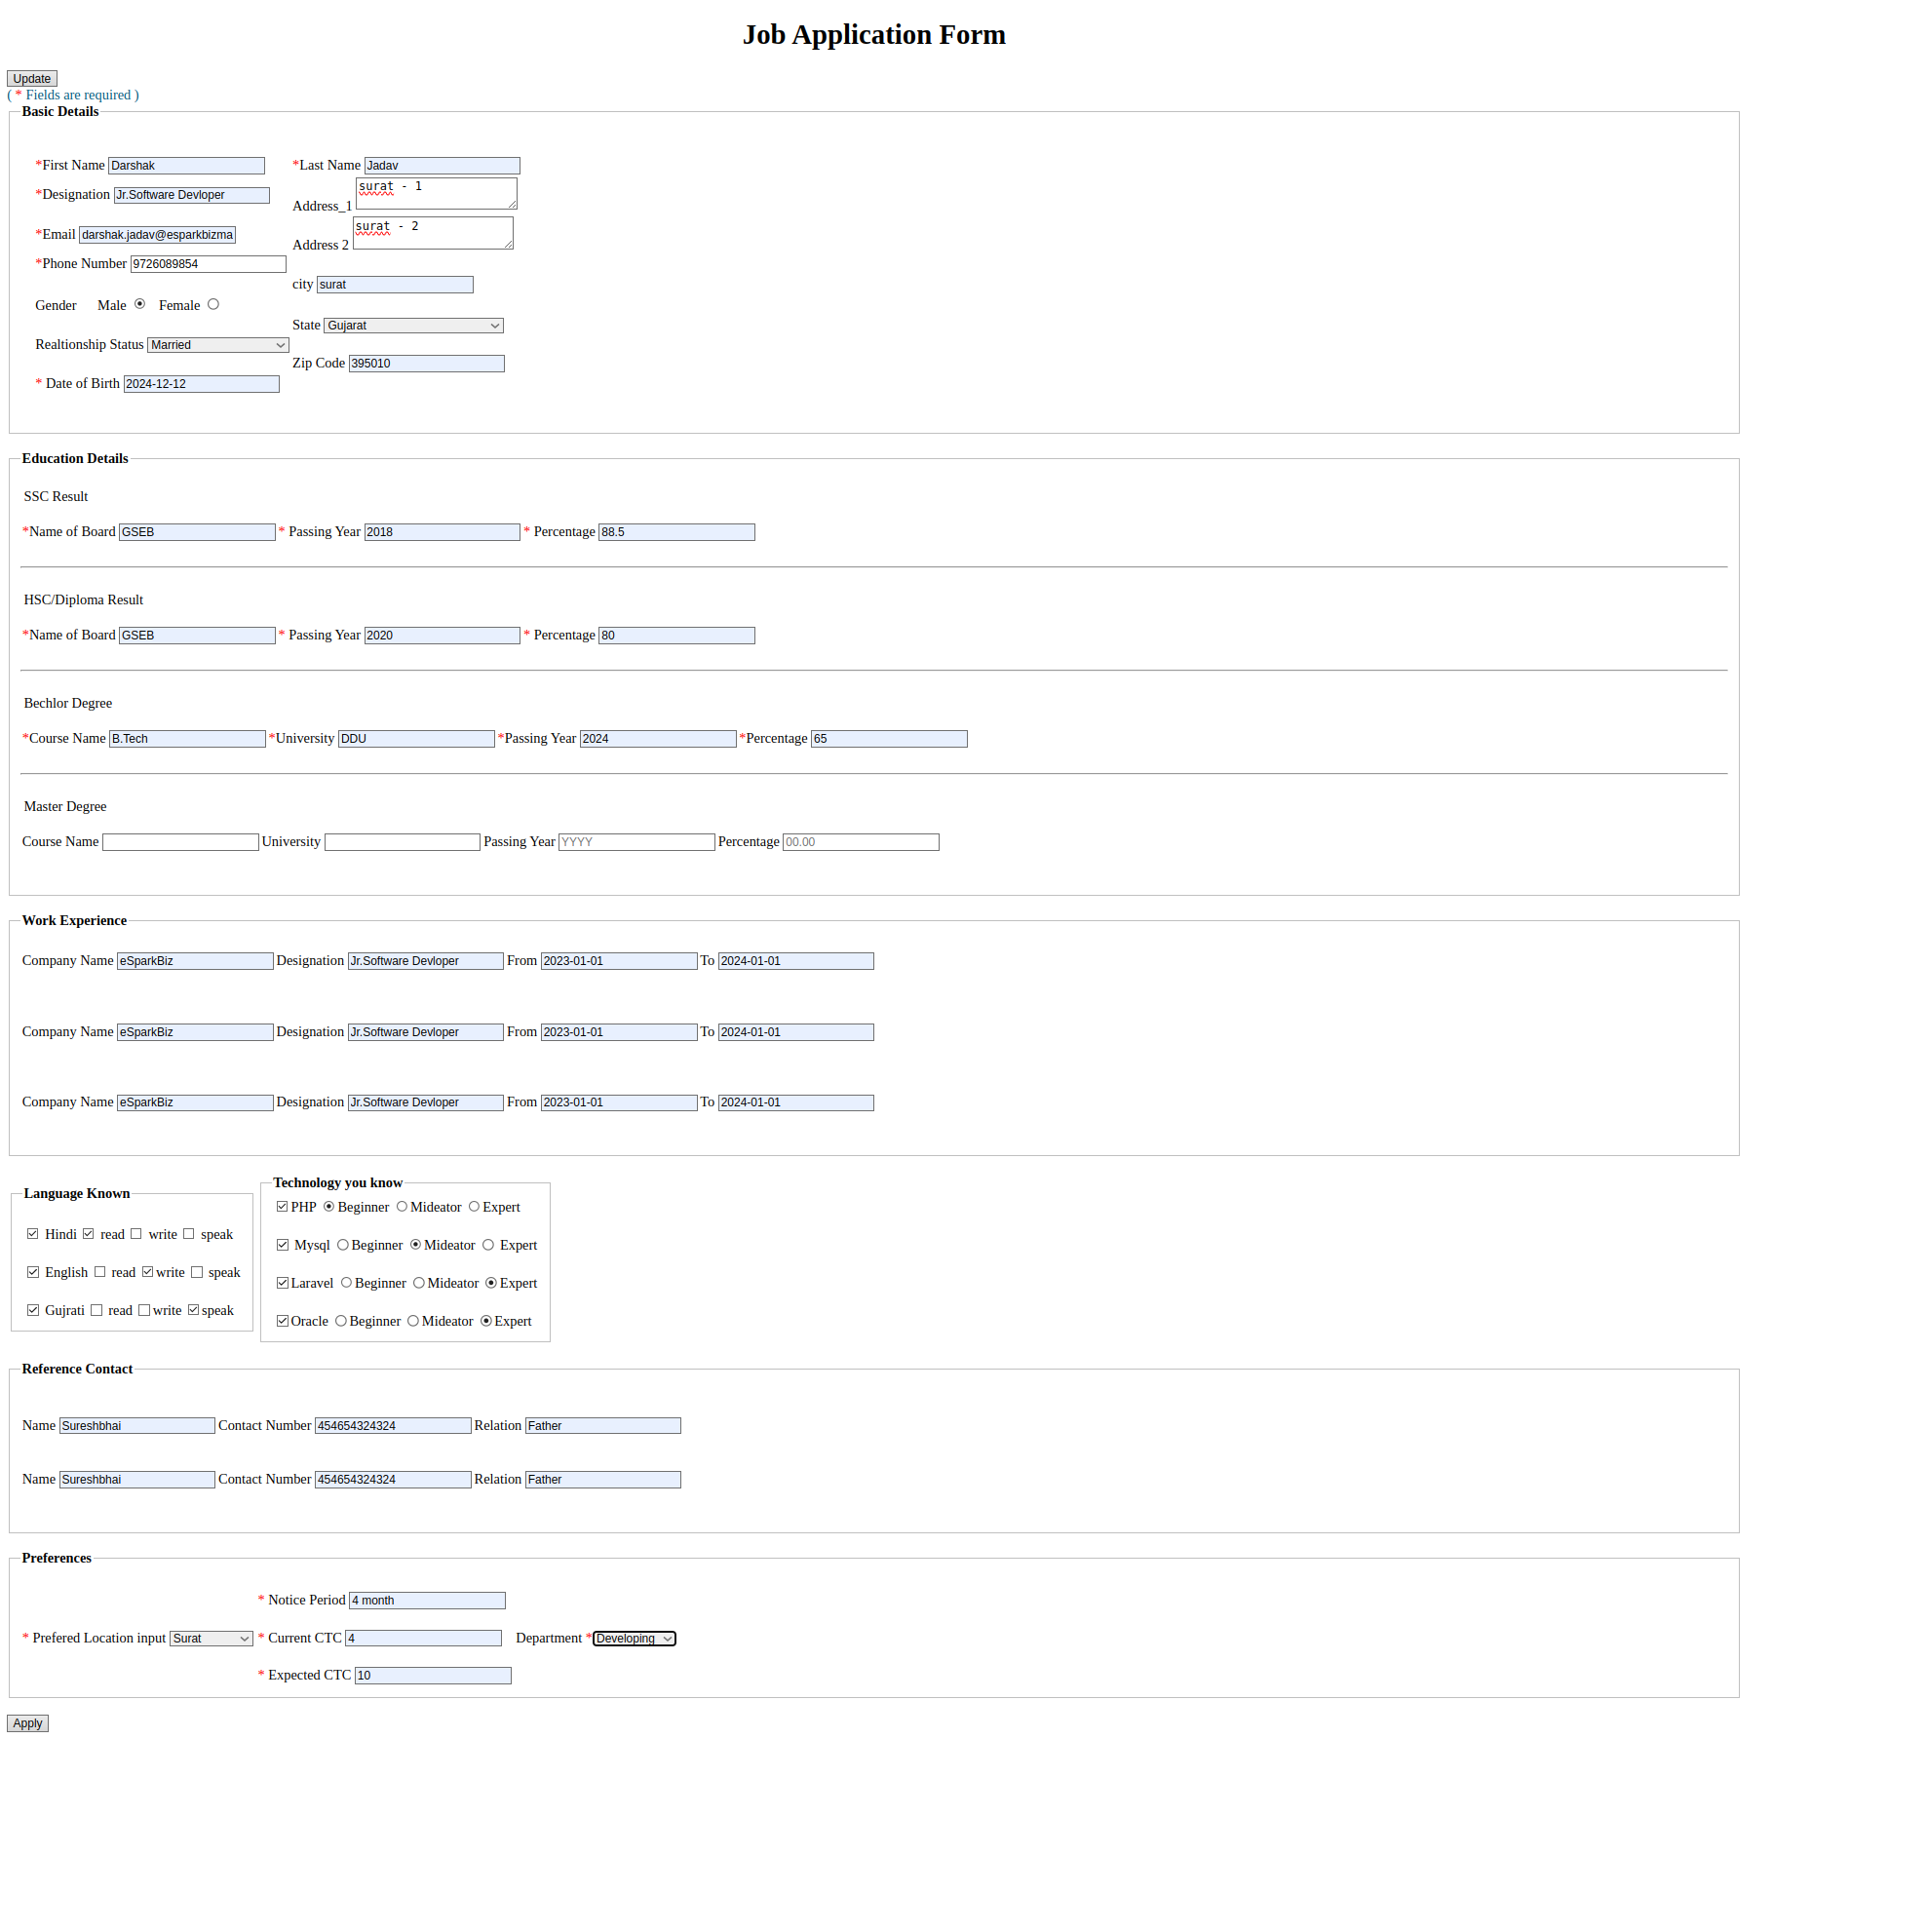 Job Application Form
Update
( * Fields are required )
Basic Details
*First Name Darshak *Last Name Jadav
*Designation Jr.Software Devloper Address_1 surat - 1
*Email darshak.jadav@esparkbizma Address 2 surat - 2
*Phone Number 9726089854 city surat
Gender Male Female State Gujarat
Realtionship Status Married Zip Code 395010
* Date of Birth 2024-12-12
Education Details
SSC Result
*Name of Board GSEB * Passing Year 2018 * Percentage 88.5
HSC/Diploma Result
*Name of Board GSEB * Passing Year 2020 * Percentage 80
Bechlor Degree
*Course Name B.Tech *University DDU *Passing Year 2024 *Percentage 65
Master Degree
Course Name University Passing Year YYYY Percentage 00.00
Work Experience
Company Name eSparkBiz Designation Jr.Software Devloper From 2023-01-01 To 2024-01-01
Company Name eSparkBiz Designation Jr.Software Devloper From 2023-01-01 To 2024-01-01
Company Name eSparkBiz Designation Jr.Software Devloper From 2023-01-01 To 2024-01-01
Language Known
Hindi read write speak
English read write speak
Gujrati read write speak
Technology you know
PHP Beginner Mideator Expert
Mysql Beginner Mideator Expert
Laravel Beginner Mideator Expert
Oracle Beginner Mideator Expert
Reference Contact
Name Sureshbhai Contact Number 454654324324 Relation Father
Name Sureshbhai Contact Number 454654324324 Relation Father
Preferences
* Notice Period 4 month
* Prefered Location input Surat * Current CTC 4 Department * Developing
* Expected CTC 10
Apply